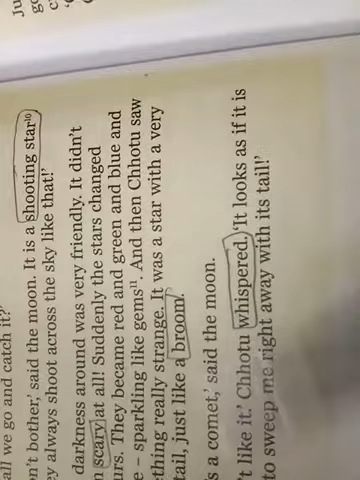 all we go and catch it?'
n't bother,' said the moon. It is a shooting star¹⁰
ey always shoot across the sky like that!'
darkness around was very friendly. It didn't
scary at all! Suddenly the stars changed
urs. They became red and green and blue and
e – sparkling like gems¹¹. And then Chhotu saw
thing really strange. It was a star with a very
tail, just like a broom.
s a comet,' said the moon.
't like it.' Chhotu whispered. 'It looks as if it is
to sweep me right away with its tail!'